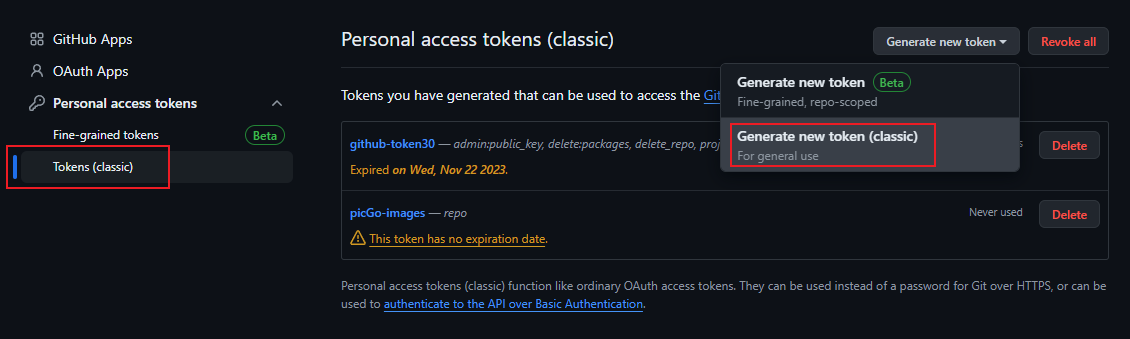 GitHub Apps
OAuth Apps
Personal access tokens
Fine-grained tokens Beta
Tokens (classic)
Personal access tokens (classic)
Generate new token
Revoke all
Generate new token Beta
Fine-grained, repo-scoped
Generate new token (classic)
For general use
Tokens you have generated that can be used to access the
github-token30 — admin:public_key, delete:packages, delete_repo,
Delete
Expired on Wed, Nov 22 2023.
picGo-images — repo
Never used
Delete
This token has no expiration date.
Personal access tokens (classic) function like ordinary OAuth access tokens. They can be used instead of a password for Git over HTTPS, or can be
used to authenticate to the API over Basic Authentication.